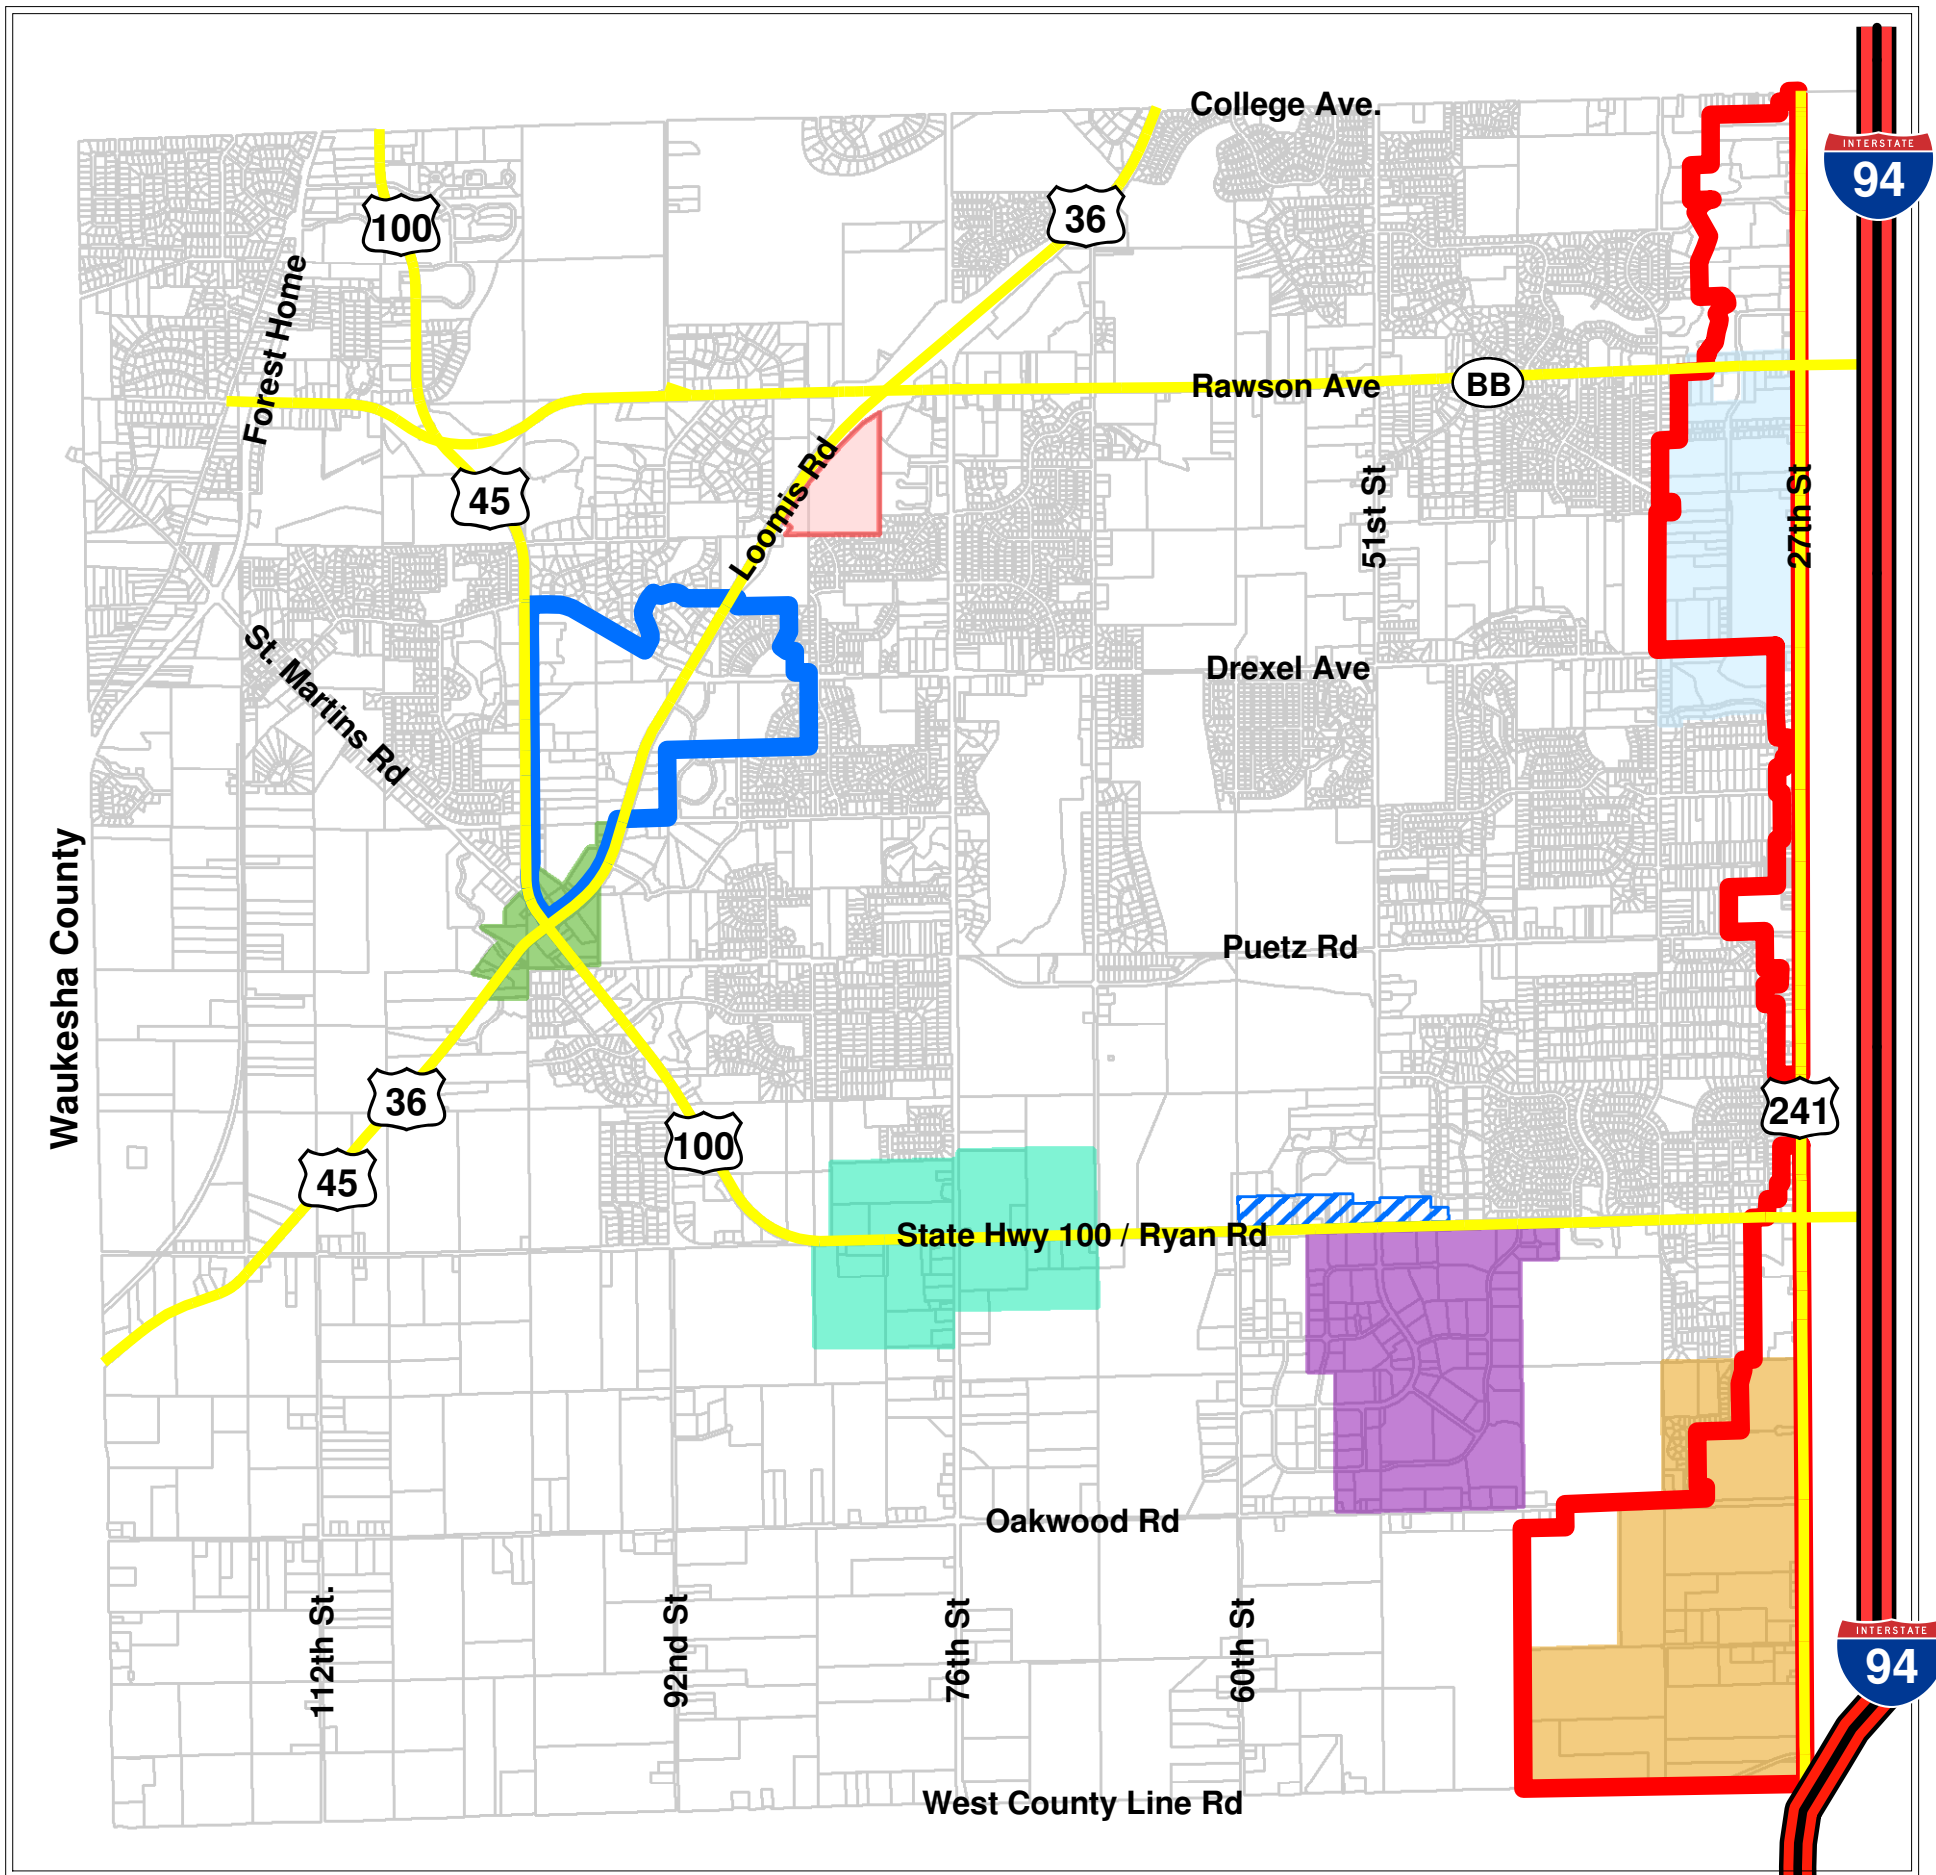 College Ave.
INTERSTATE
94
100
36
Forest Home
Rawson Ave
BB
Loomis Rd
45
51st St
27th St
St. Martins Rd
Drexel Ave
Waukesha County
Puetz Rd
36
241
100
45
State Hwy 100 / Ryan Rd
Oakwood Rd
112th St.
92nd St
76th St
60th St
INTERSTATE
94
West County Line Rd